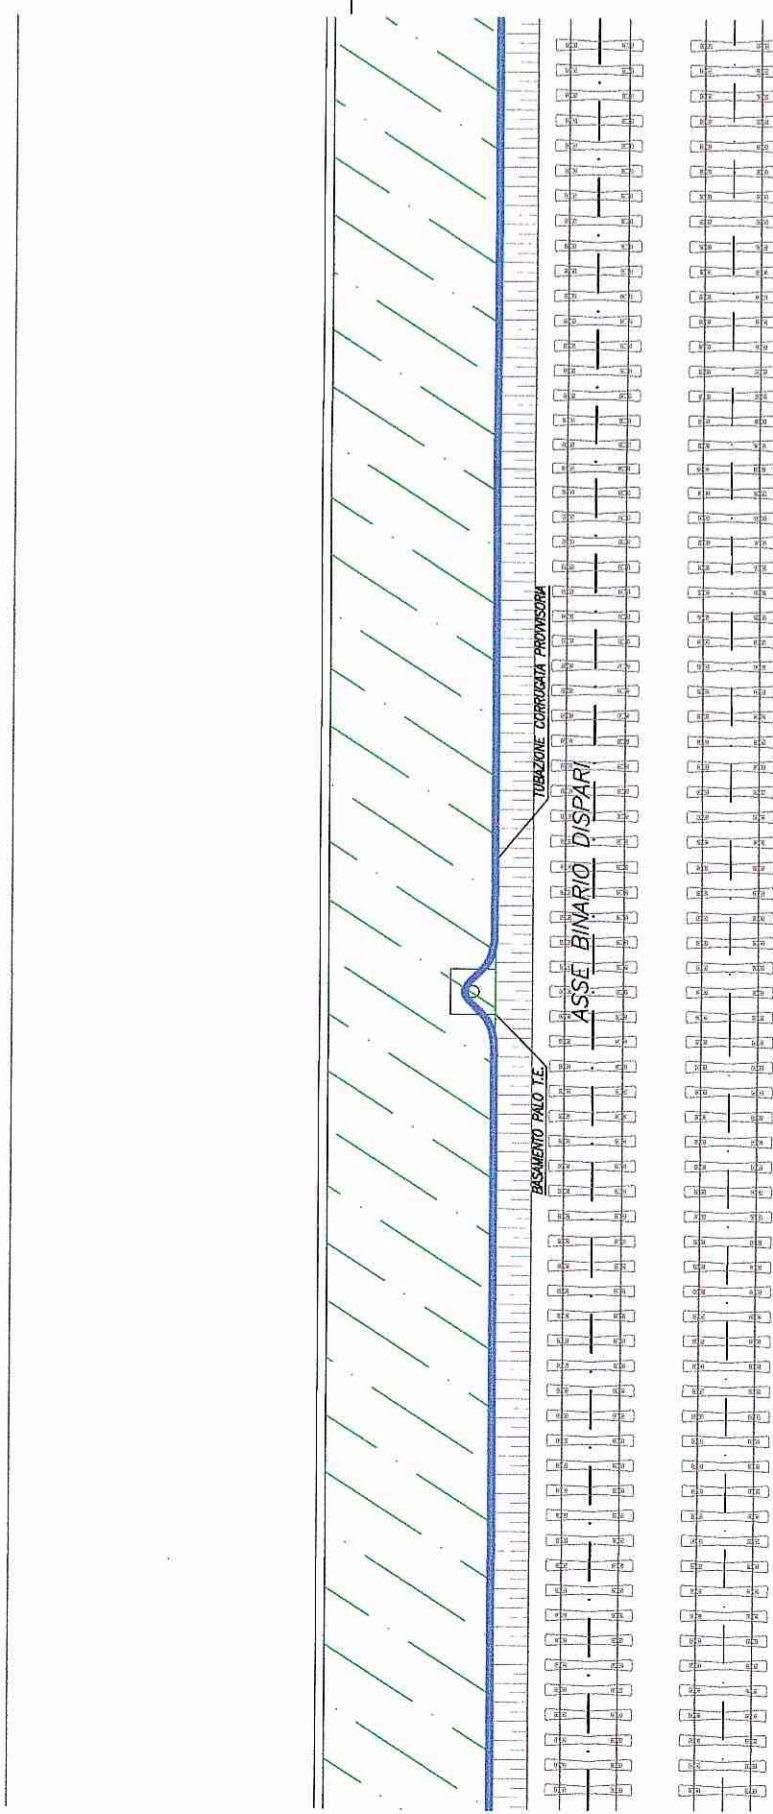 TUBAZIONE CORRUGATA PROVVISORIA
ASSE BINARIO DISPARI
BASAMENTO PALO T.E.